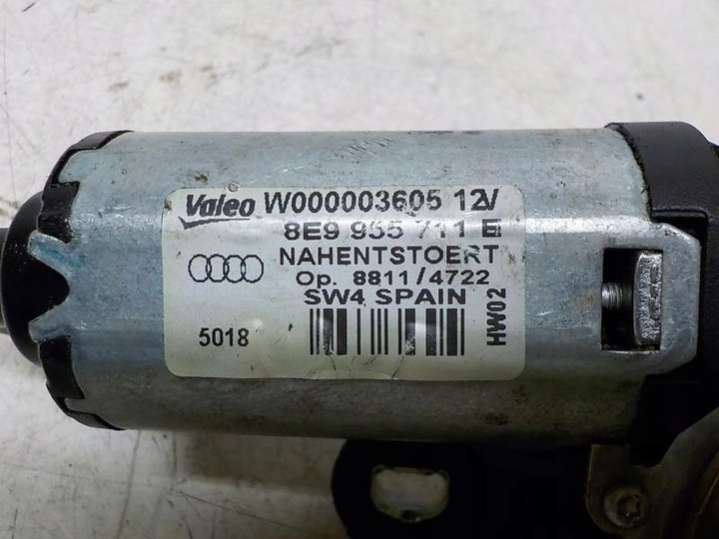 Valeo W000003605 12V
8E9 955 711 E
NAHENTSTOERT
Op. 8811/4722
SW4 SPAIN
5018
HW02